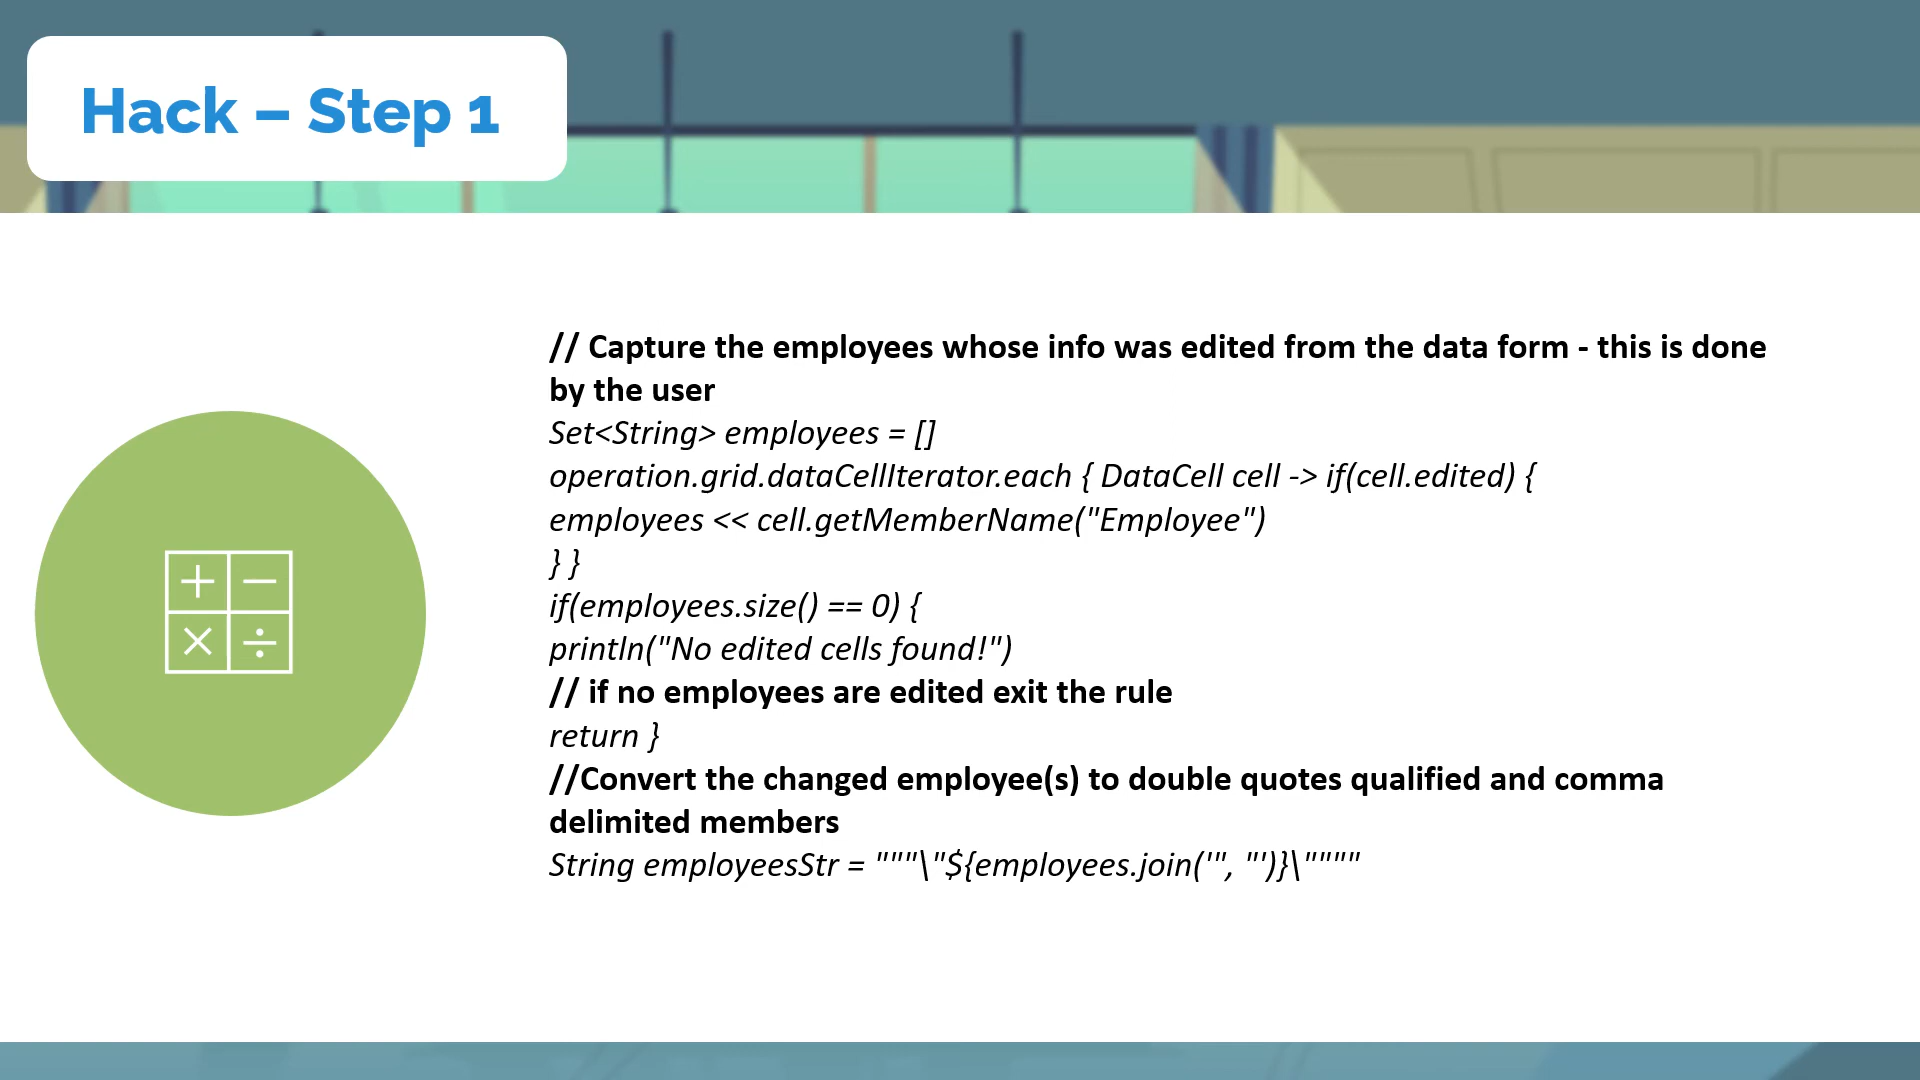 Hack – Step 1
// Capture the employees whose info was edited from the data form - this is done
by the user
Set<String> employees = []
operation.grid.dataCellIterator.each { DataCell cell -> if(cell.edited) {
employees << cell.getMemberName("Employee")
} }
if(employees.size() == 0) {
println("No edited cells found!")
// if no employees are edited exit the rule
return }
//Convert the changed employee(s) to double quotes qualified and comma
delimited members
String employeesStr = """\"${employees.join('", "')}\""""